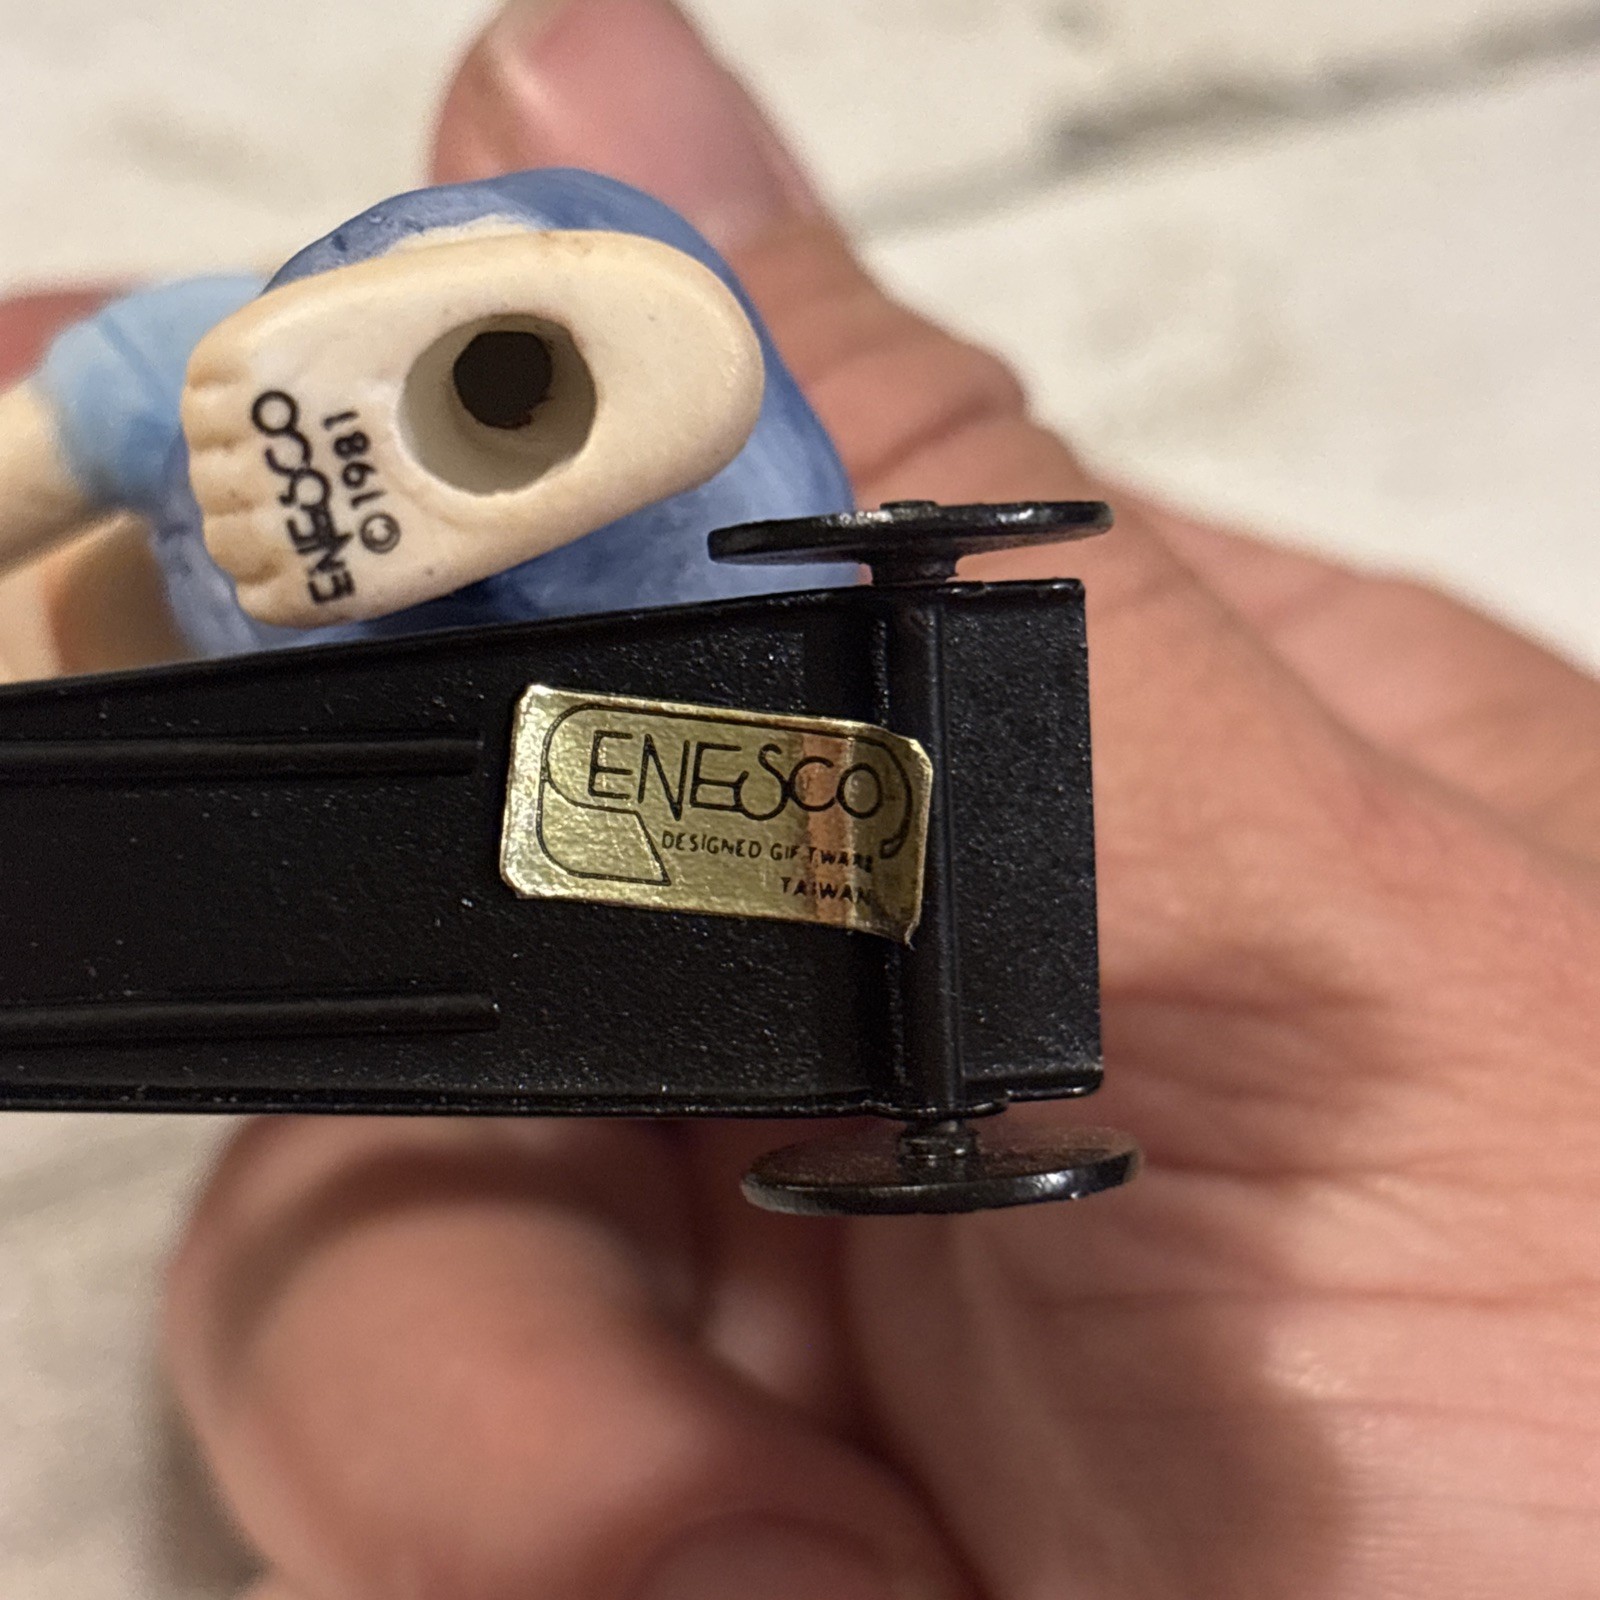 ENESCO
© 1981
ENESCO
DESIGNED GIFTWARE
TAIWAN